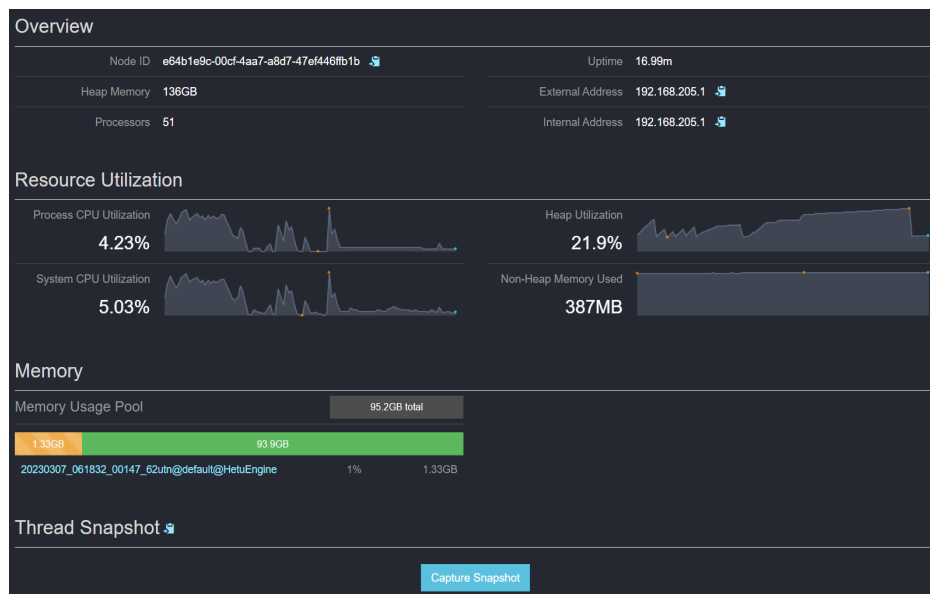 Overview
Node ID e64b1e9c-00cf-4aa7-a8d7-47ef446ffb1b
Uptime 16.99m
Heap Memory 136GB
External Address 192.168.205.1
Processors 51
Internal Address 192.168.205.1
Resource Utilization
Process CPU Utilization
4.23%
Heap Utilization
21.9%
System CPU Utilization
5.03%
Non-Heap Memory Used
387MB
Memory
Memory Usage Pool 95.2GB total
1.33GB 93.9GB
20230307_061832_00147_62utn@default@HetuEngine 1% 1.33GB
Thread Snapshot
Capture Snapshot